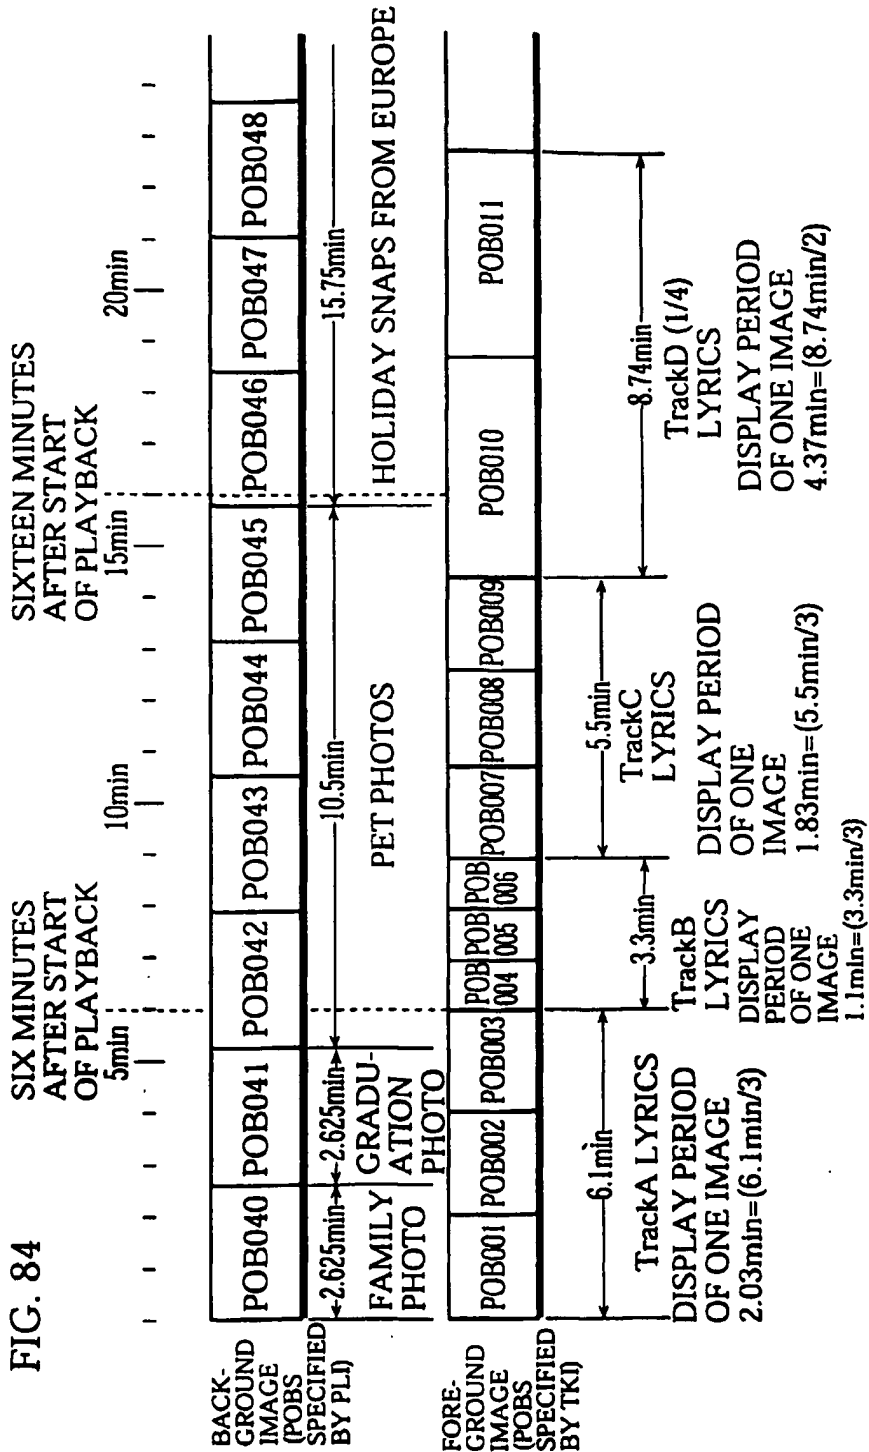 FIG. 84
SIX MINUTES
AFTER START
OF PLAYBACK
SIXTEEN MINUTES
AFTER START
OF PLAYBACK
5min
10min
15min
20min
BACK-
GROUND
IMAGE
(POBS
SPECIFIED
BY PLI)
POB040
POB041
POB042
POB043
POB044
POB045
POB046
POB047
POB048
2.625min
2.625min
10.5min
15.75min
FAMILY
PHOTO
GRADU-
ATION
PHOTO
PET PHOTOS
HOLIDAY SNAPS FROM EUROPE
FORE-
GROUND
IMAGE
(POBS
SPECIFIED
BY TKI)
POB001
POB002
POB003
POB
004
POB
005
POB
006
POB007
POB008
POB009
POB010
POB011
6.1min
3.3min
5.5min
8.74min
TrackA LYRICS
DISPLAY PERIOD
OF ONE IMAGE
2.03min=(6.1min/3)
TrackB
LYRICS
DISPLAY
PERIOD
OF ONE
IMAGE
1.1min=(3.3min/3)
TrackC
LYRICS
DISPLAY PERIOD
OF ONE
IMAGE
1.83min=(5.5min/3)
TrackD (1/4)
LYRICS
DISPLAY PERIOD
OF ONE IMAGE
4.37min=(8.74min/2)